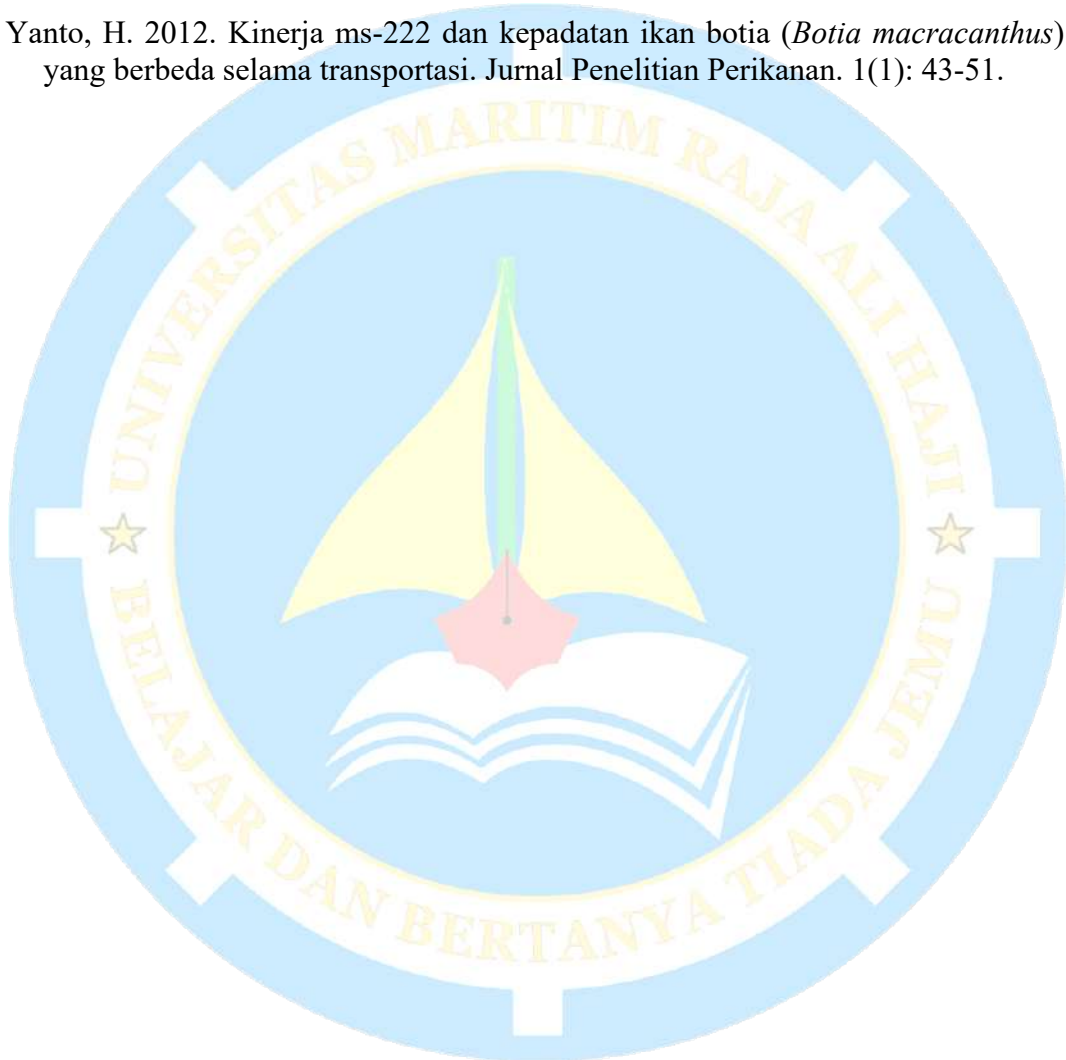 Yanto, H. 2012. Kinerja ms-222 dan kepadatan ikan botia (Botia macracanthus)
yang berbeda selama transportasi. Jurnal Penelitian Perikanan. 1(1): 43-51.
UNIVERSITAS MARITIM RAJA ALI HAJI
BELAJAR DAN BERTANYA TIADA JEMU